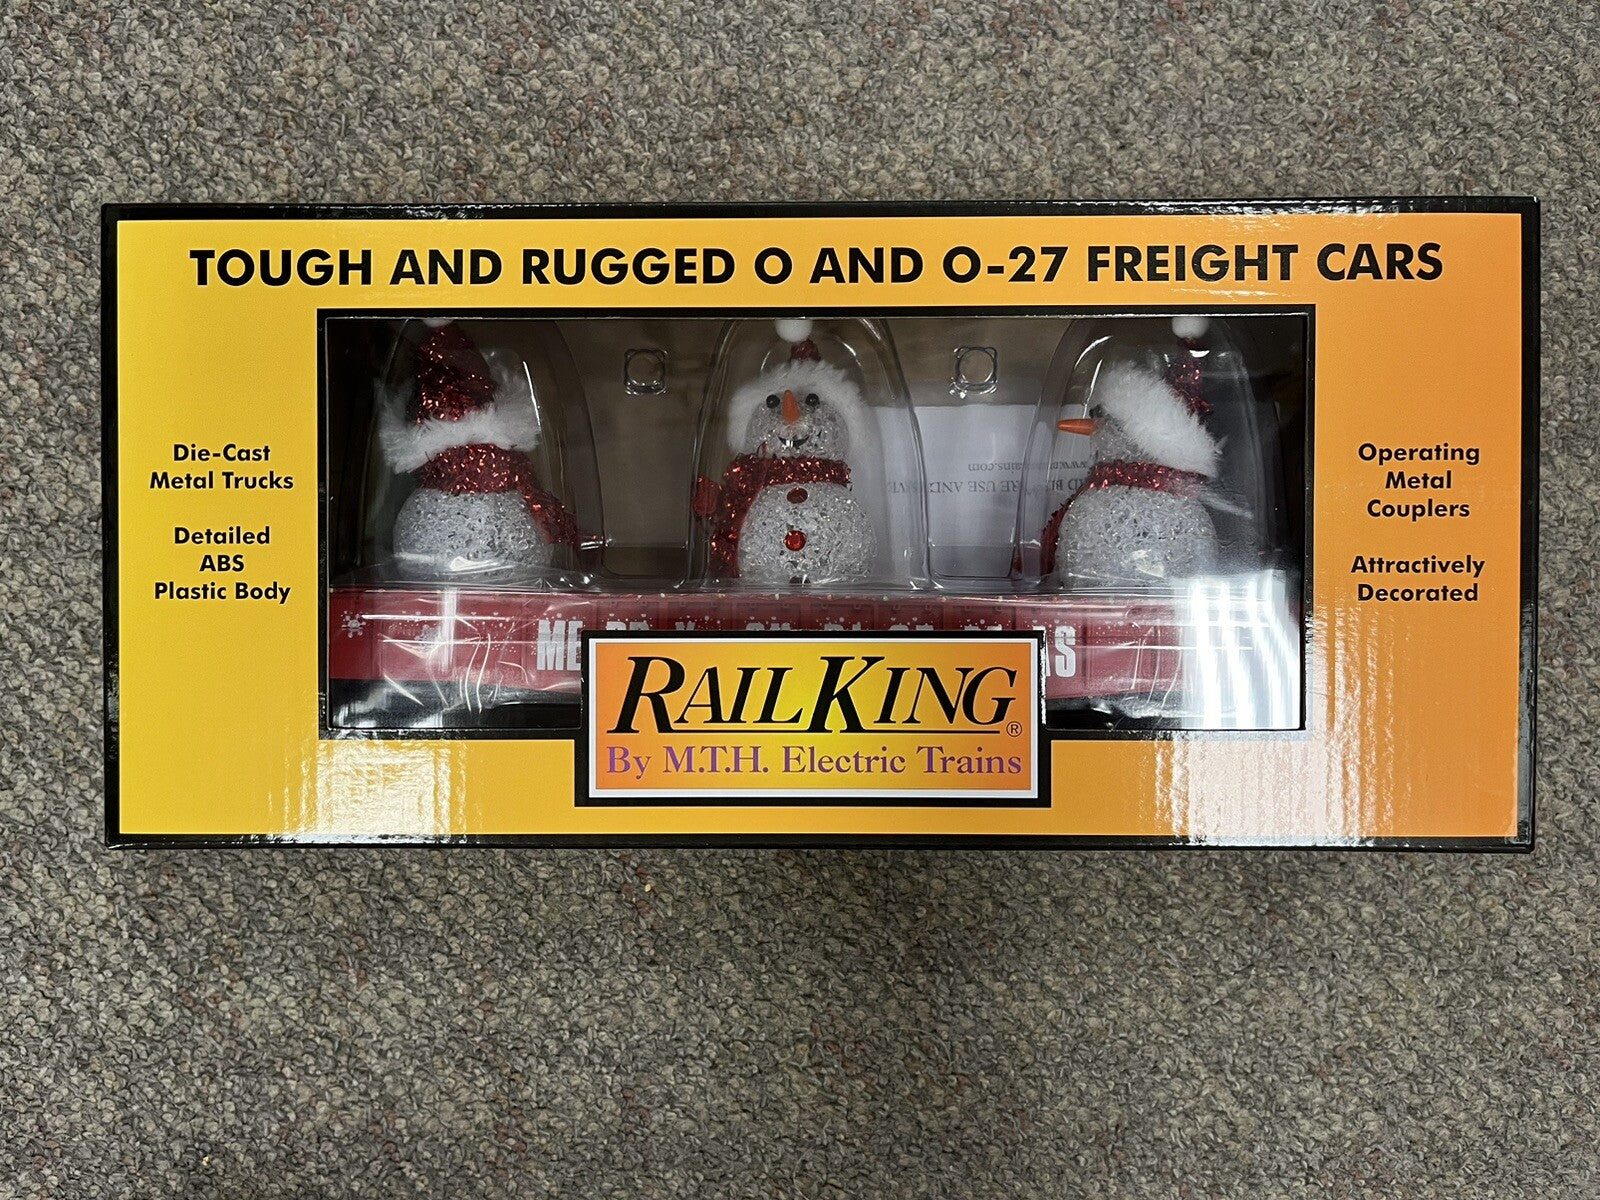 TOUGH AND RUGGED O AND O-27 FREIGHT CARS
Die-Cast
Metal Trucks
Detailed
ABS
Plastic Body
Operating
Metal
Couplers
Attractively
Decorated
RAILKING®
By M.T.H. Electric Trains